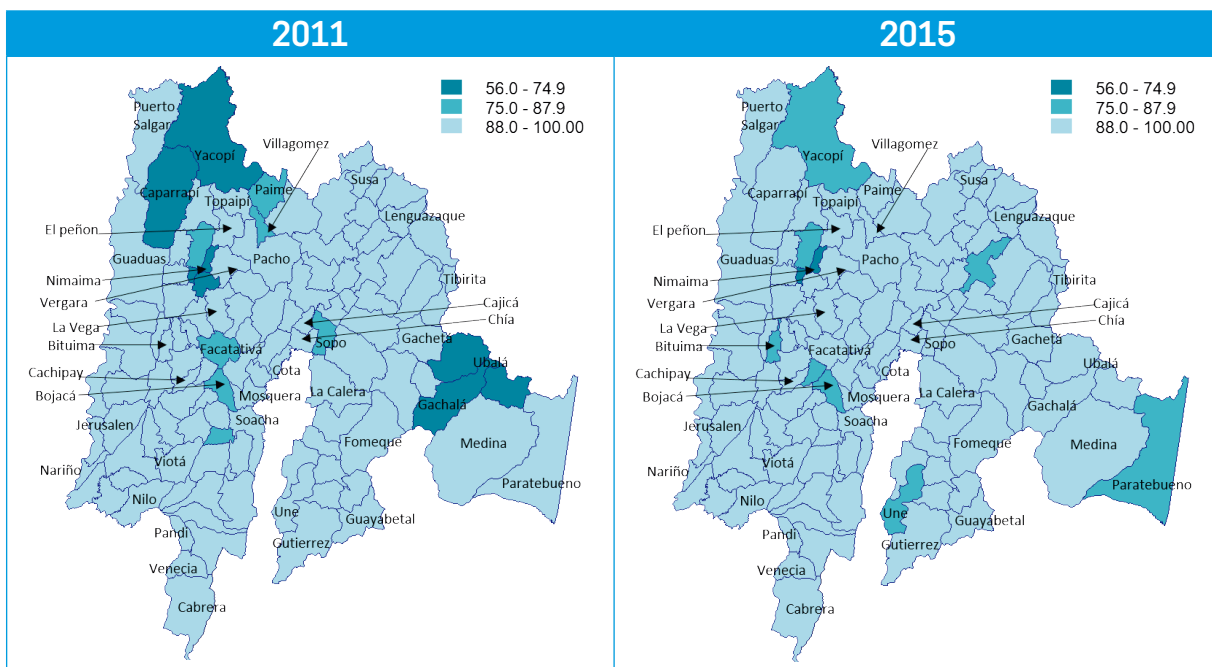 2011
56.0 - 74.9
75.0 - 87.9
88.0 - 100.00
Puerto
Salgar
Villagomez
Yacopí
Susa
Caparrapí
Paime
Topaipí
Lenguazaque
El peñon
Guaduas
Pacho
Nimaima
Tibirita
Vergara
Cajicá
La Vega
Chía
Bituima
Facatativa
Sopo
Gachetá
Ubalá
Cachipay
Cota
Bojacá
Mosquera
La Calera
Gachalá
Jerusalen
Soacha
Fomeque
Medina
Nariño
Viotá
Paratebueno
Nilo
Une
Guayabetal
Pandi
Gutierrez
Venecia
Cabrera
2015
56.0 - 74.9
75.0 - 87.9
88.0 - 100.00
Puerto
Salgar
Villagomez
Yacopí
Susa
Caparrapí
Paime
Topaipí
Lenguazaque
El peñon
Guaduas
Pacho
Nimaima
Tibirita
Vergara
Cajicá
La Vega
Chía
Bituima
Facatativa
Sopo
Gachetá
Ubalá
Cachipay
Cota
Bojacá
Mosquera
La Calera
Gachalá
Jerusalen
Soacha
Fomeque
Medina
Nariño
Viotá
Paratebueno
Nilo
Une
Guayabetal
Pandi
Gutierrez
Venecia
Cabrera